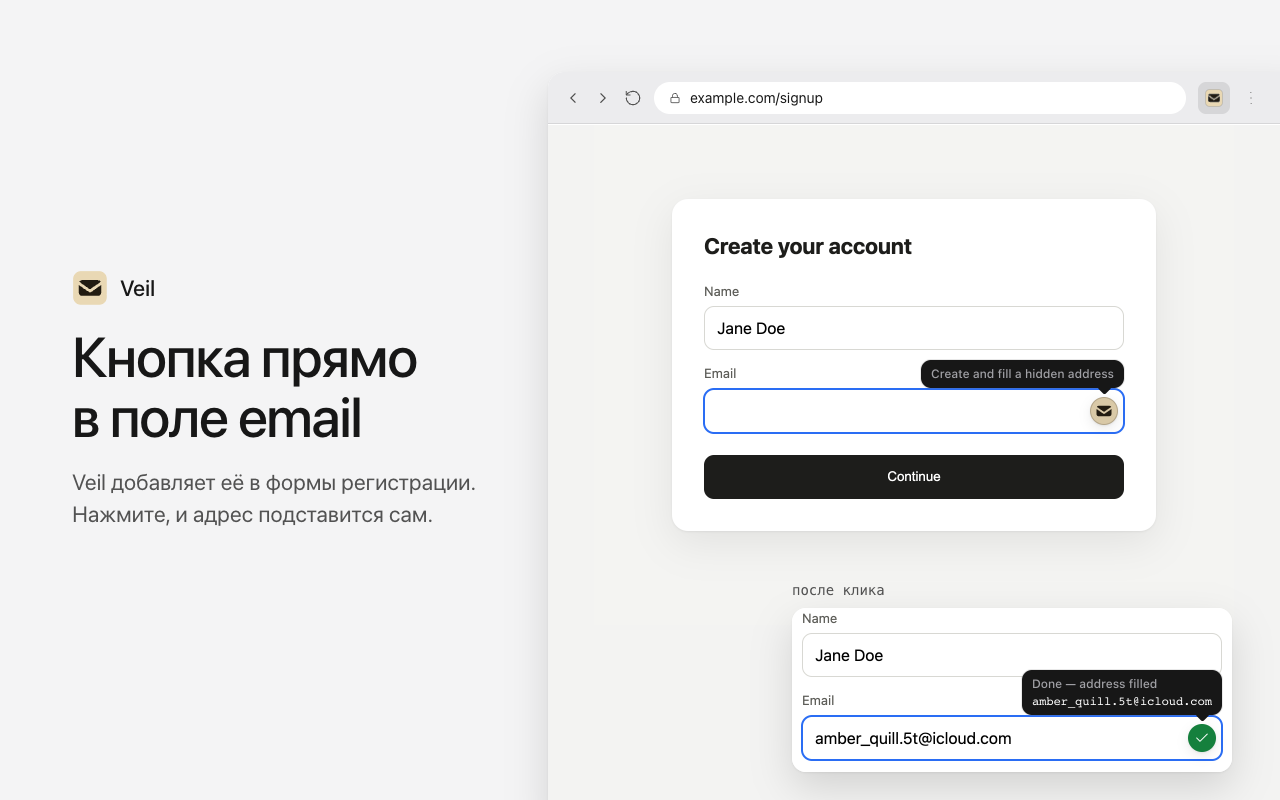 example.com/signup
Veil
Кнопка прямо
в поле email
Veil добавляет её в формы регистрации.
Нажмите, и адрес подставится сам.
Create your account
Name
Jane Doe
Email
Create and fill a hidden address
Continue
после клика
Name
Jane Doe
Email
Done — address filled
amber_quill.5t@icloud.com
amber_quill.5t@icloud.com